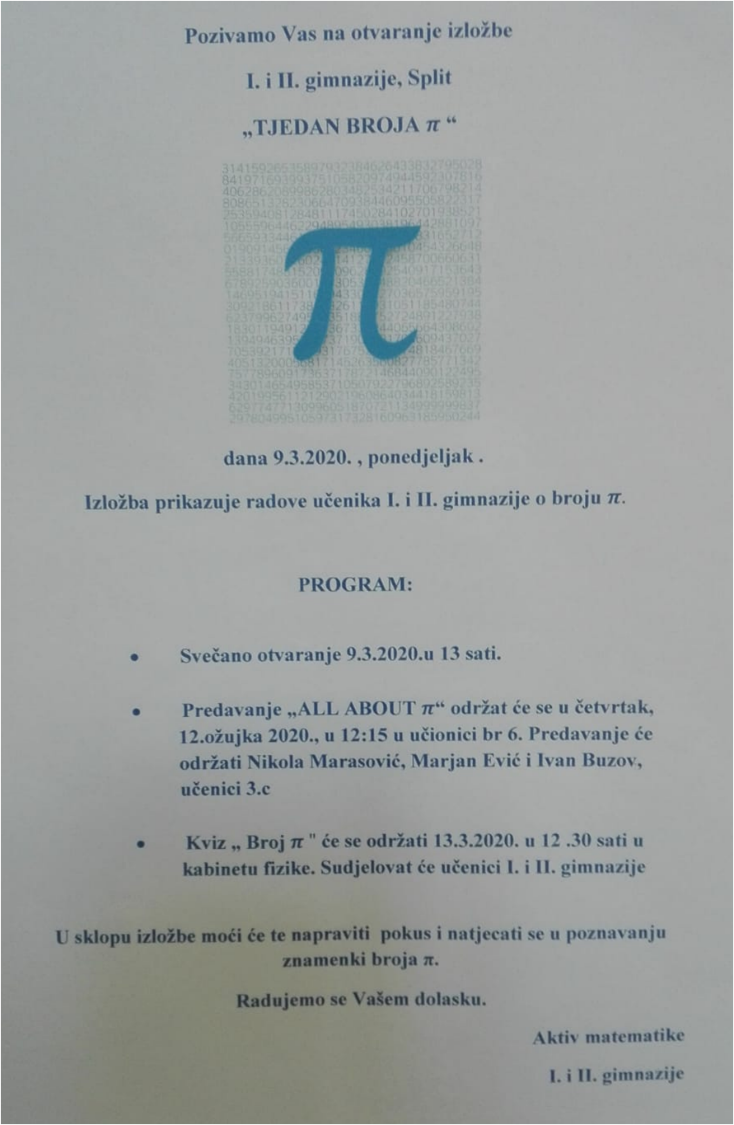 Pozivamo Vas na otvaranje izložbe
I. i II. gimnazije, Split
„TJEDAN BROJA π “
π
dana 9.3.2020. , ponedjeljak .
Izložba prikazuje radove učenika I. i II. gimnazije o broju π.
PROGRAM:
• Svečano otvaranje 9.3.2020.u 13 sati.
• Predavanje „ALL ABOUT π“ održat će se u četvrtak,
12.ožujka 2020., u 12:15 u učionici br 6. Predavanje će
održati Nikola Marasović, Marjan Ević i Ivan Buzov,
učenici 3.c
• Kviz „ Broj π " će se održati 13.3.2020. u 12 .30 sati u
kabinetu fizike. Sudjelovat će učenici I. i II. gimnazije
U sklopu izložbe moći će te napraviti pokus i natjecati se u poznavanju
znamenki broja π.
Radujemo se Vašem dolasku.
Aktiv matematike
I. i II. gimnazije